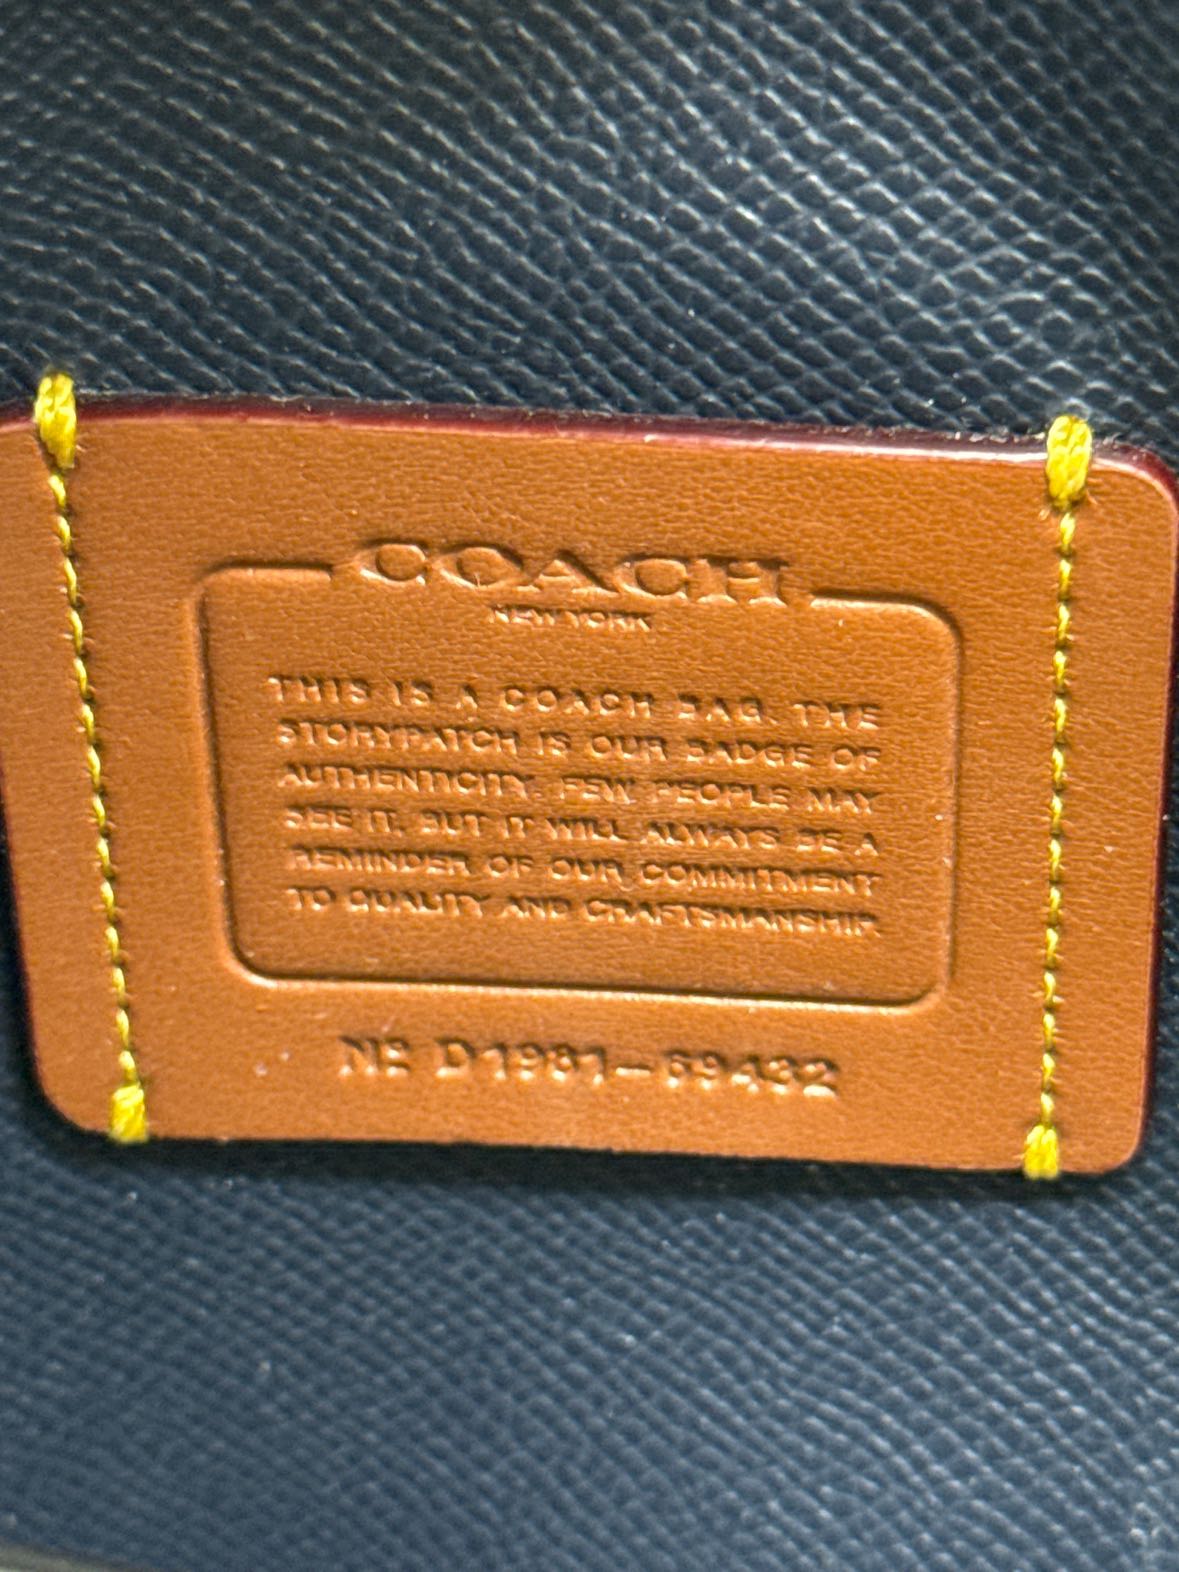 COACH
NEW YORK
THIS IS A COACH BAG. THE
STORYPATCH IS OUR BADGE OF
AUTHENTICITY. FEW PEOPLE MAY
SEE IT, BUT IT WILL ALWAYS BE A
REMINDER OF OUR COMMITMENT
TO QUALITY AND CRAFTSMANSHIP.
Nº D1981-69432